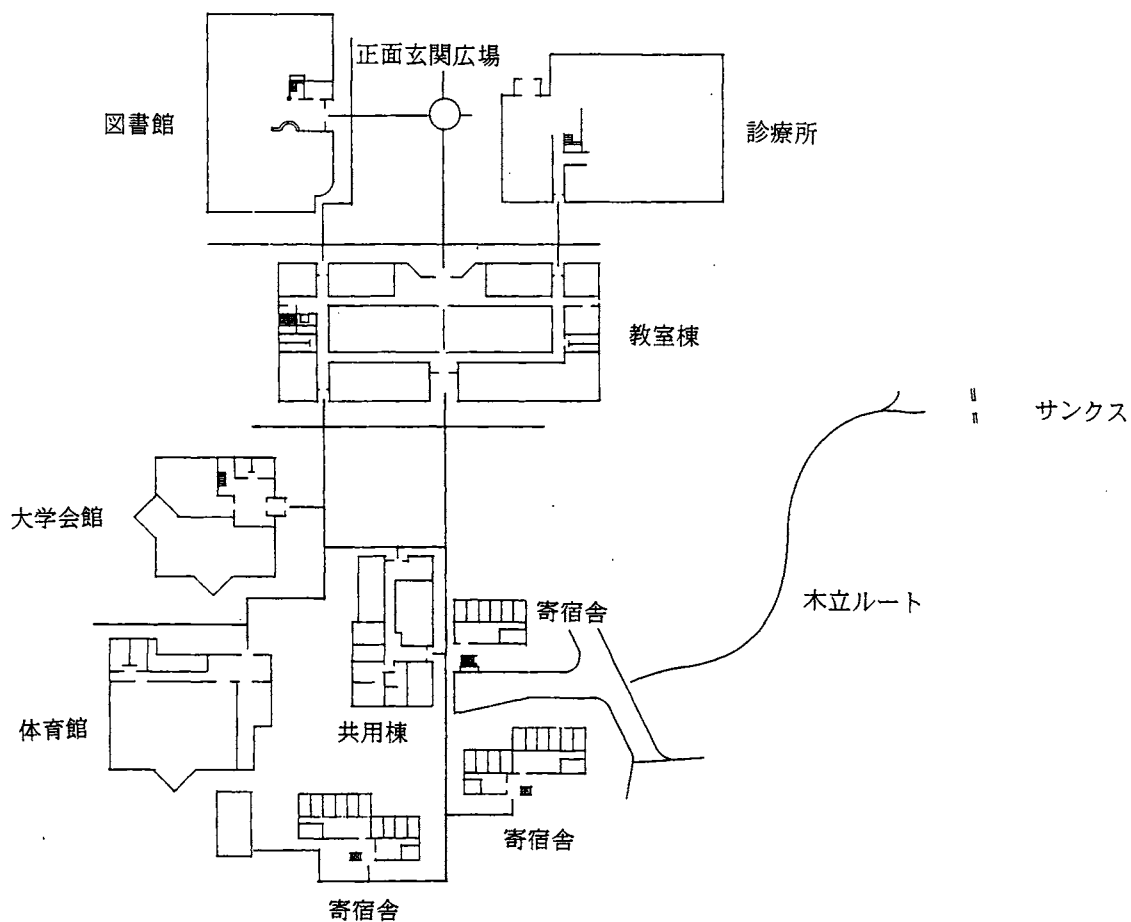 正面玄関広場
図書館
診療所
教室棟
サンクス
大学会館
木立ルート
寄宿舎
体育館
共用棟
寄宿舎
寄宿舎